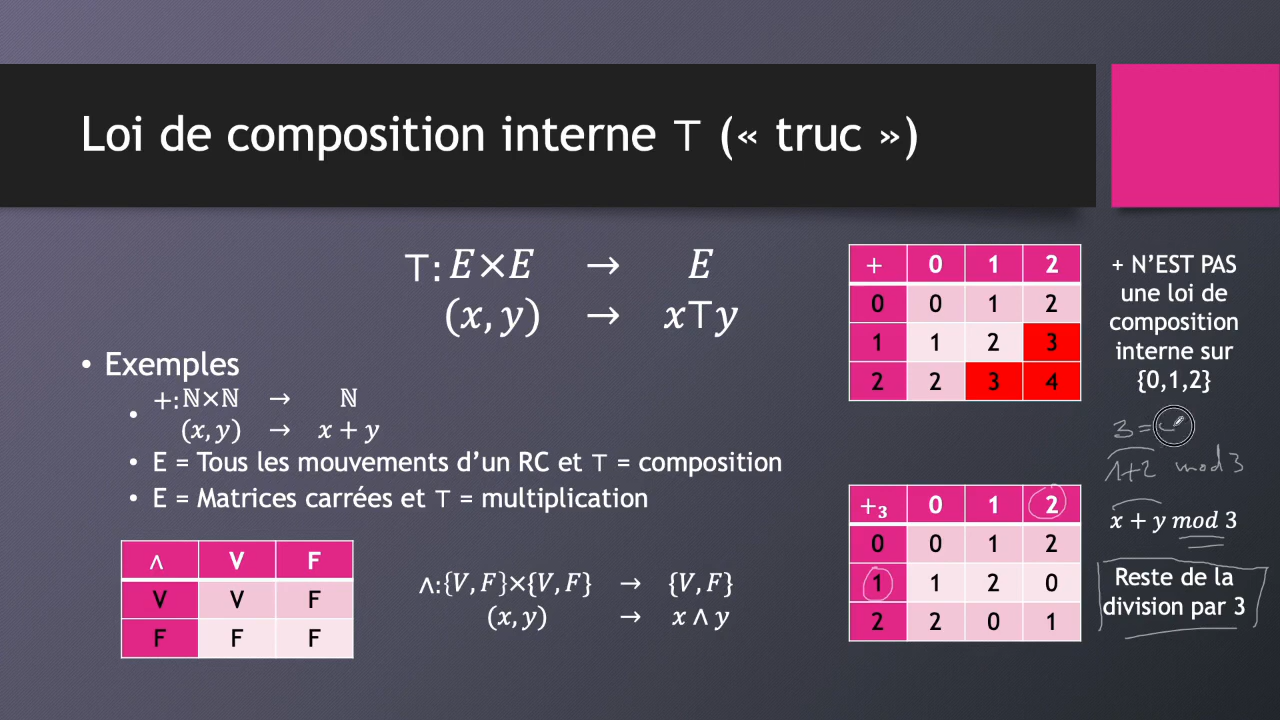 Loi de composition interne ⊤ (« truc »)
⊤: E×E → E
(x, y) → x⊤y
• Exemples
• +: ℕ×ℕ → ℕ
(x, y) → x + y
• E = Tous les mouvements d'un RC et ⊤ = composition
• E = Matrices carrées et ⊤ = multiplication
∧ V F
V V F
F F F
∧: {V, F}×{V, F} → {V, F}
(x, y) → x ∧ y
+ 0 1 2
0 0 1 2
1 1 2 3
2 2 3 4
+ N'EST PAS
une loi de
composition
interne sur
{0,1,2}
3 =
1+2 mod 3
+₃ 0 1 2
0 0 1 2
1 1 2 0
2 2 0 1
x + y mod 3
Reste de la
division par 3